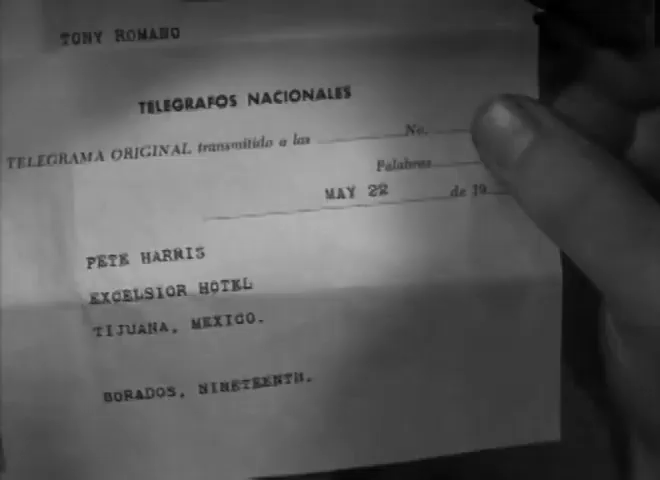 TONY ROMANO
TELEGRAFOS NACIONALES
TELEGRAMA ORIGINAL transmitido a las No.
Palabras
MAY 22 de 19
PETE HARRIS
EXCELSIOR HOTEL
TIJUANA, MEXICO.
BORADOS, NINETEENTH.